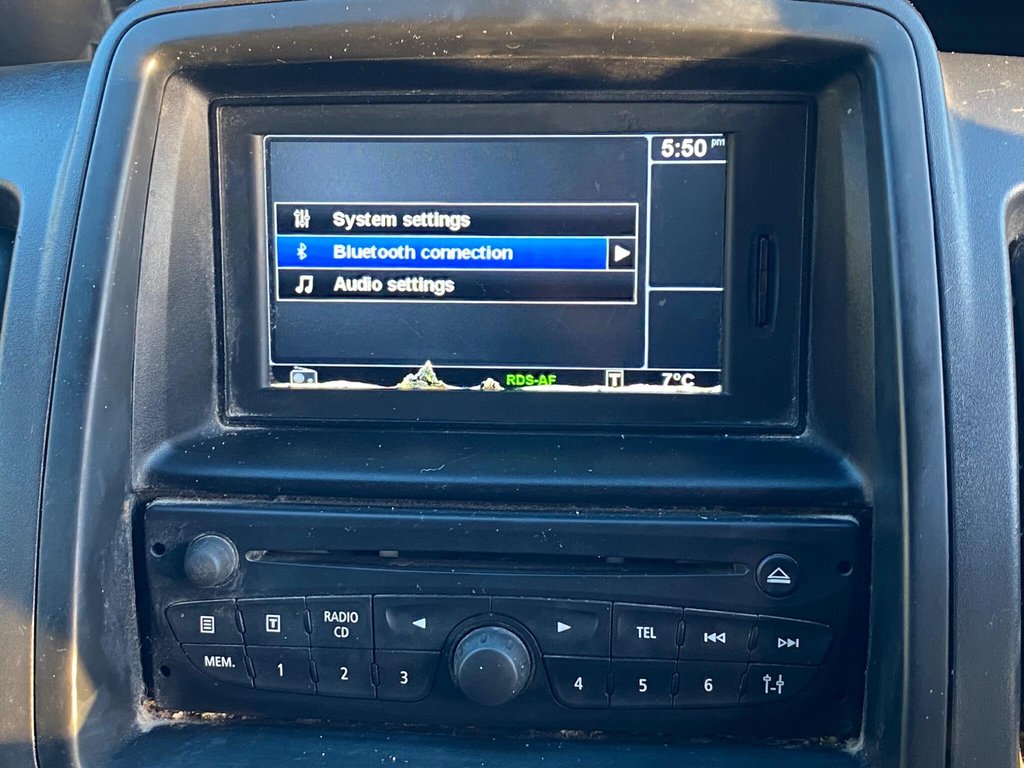 5:50 pm
System settings
Bluetooth connection
Audio settings
RDS-AF T 7°C
T RADIO CD TEL
MEM. 1 2 3 4 5 6